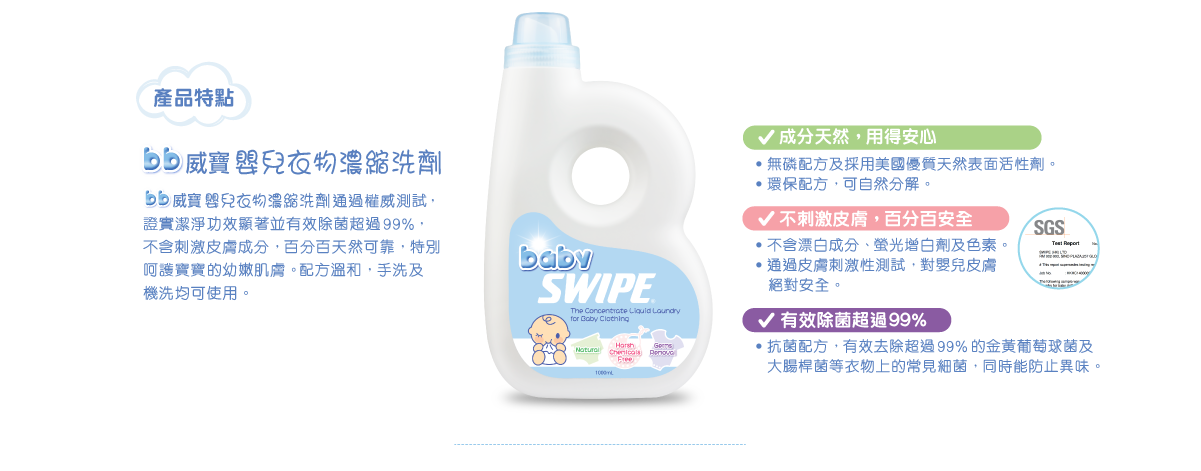 產品特點
bb威寶 嬰兒衣物濃縮洗劑
bb威寶 嬰兒衣物濃縮洗劑通過權威測試，
證實潔淨功效顯著並有效除菌超過99%，
不含刺激皮膚成分，百分百天然可靠，特別
呵護寶寶的幼嫩肌膚。配方溫和，手洗及
機洗均可使用。
baby
SWIPE®
The Concentrate Liquid Laundry
for Baby Clothing
Natural
Harsh
Chemicals
Free
Germs
Removal
1000mL
成分天然，用得安心
•無磷配方及採用美國優質天然表面活性劑。
•環保配方，可自然分解。
不刺激皮膚，百分百安全
•不含漂白成分、螢光增白劑及色素。
•通過皮膚刺激性測試，對嬰兒皮膚
絕對安全。
SGS
Test Report
Job No
The following sample was
有效除菌超過99%
•抗菌配方，有效去除超過99%的金黃葡萄球菌及
大腸桿菌等衣物上的常見細菌，同時能防止異味。